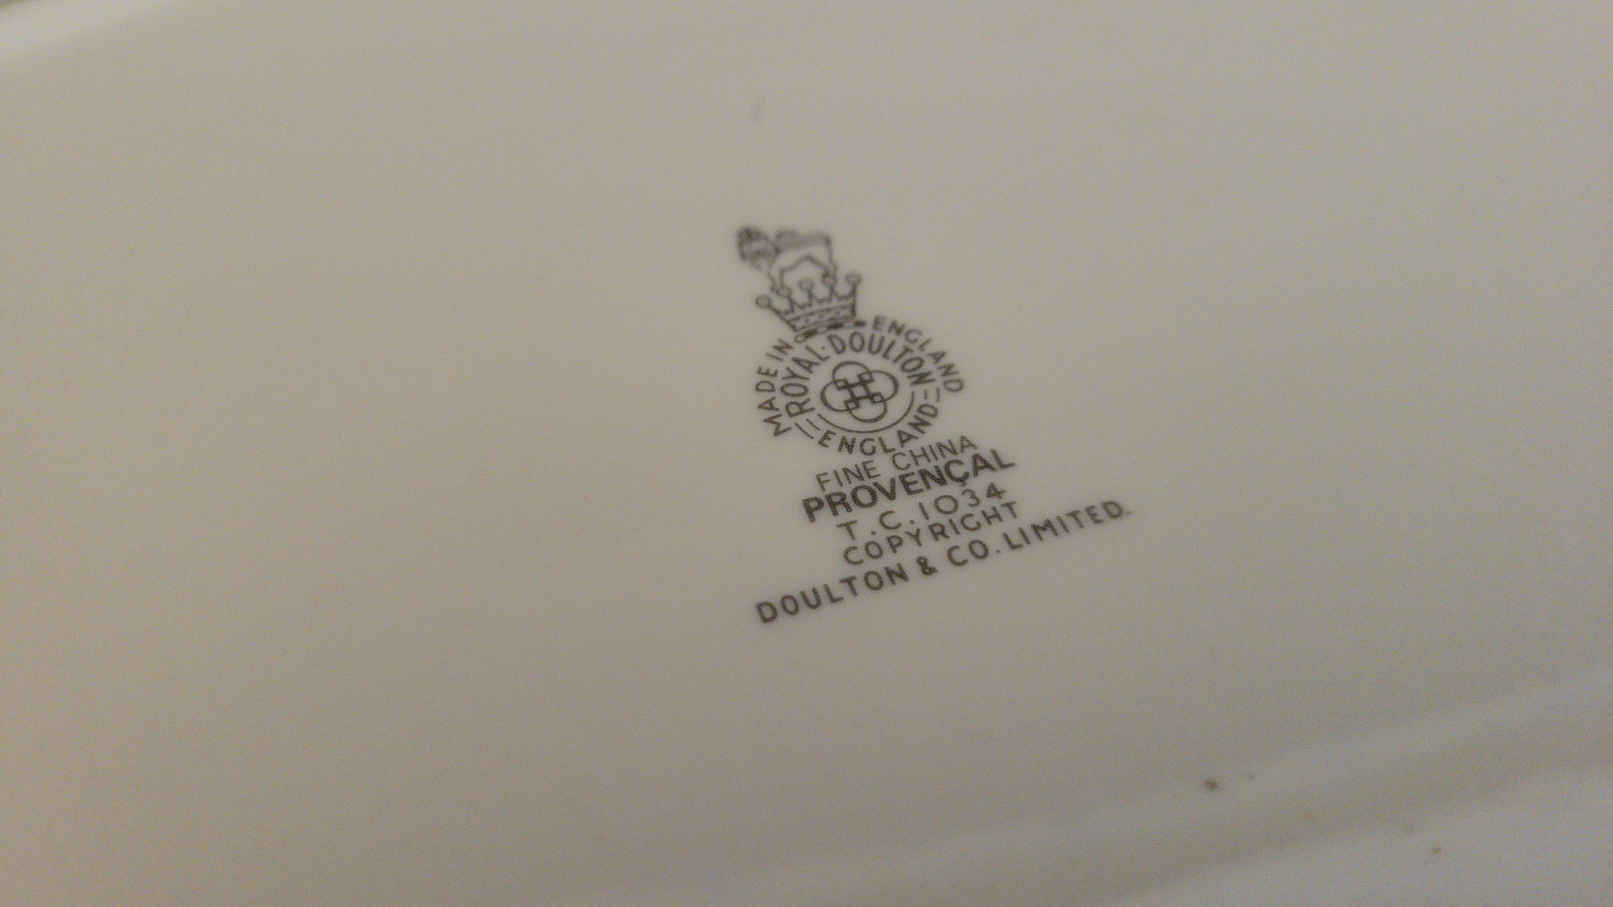 MADE IN ENGLAND
ROYAL · DOULTON
ENGLAND
FINE CHINA
PROVENÇAL
T.C.1034
COPYRIGHT
DOULTON & CO. LIMITED.